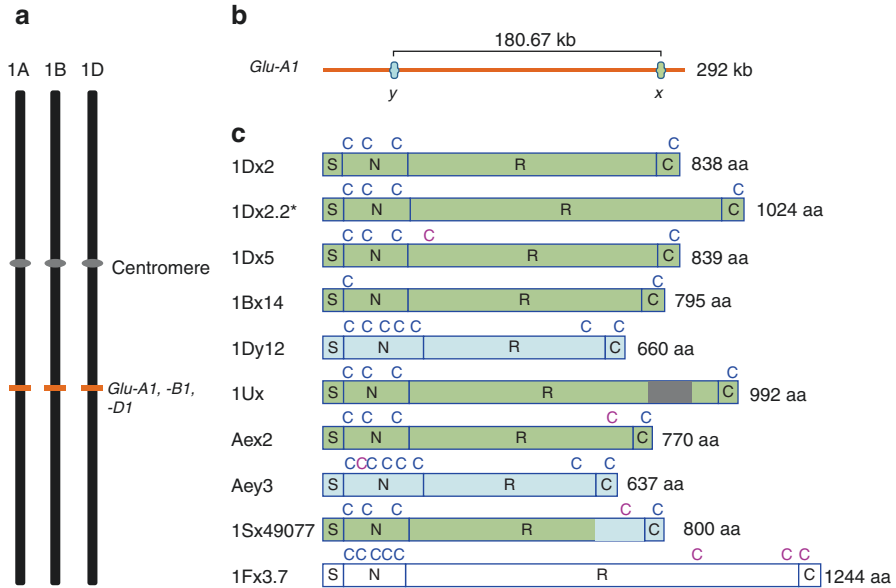 a
1A 1B 1D
Centromere
Glu-A1, -B1,
-D1
b
180.67 kb
Glu-A1 292 kb
y x
c
C C C C
1Dx2 S N R C 838 aa
C C C C
1Dx2.2* S N R C 1024 aa
C C C C C
1Dx5 S N R C 839 aa
C C
1Bx14 S N R C 795 aa
C C C C C C C
1Dy12 S N R C 660 aa
C C C C
1Ux S N R C 992 aa
C C C C C
Aex2 S N R C 770 aa
C C C C C C C C
Aey3 S N R C 637 aa
C C C C C
1Sx49077 S N R C 800 aa
C C C C C C C C
1Fx3.7 S N R C 1244 aa